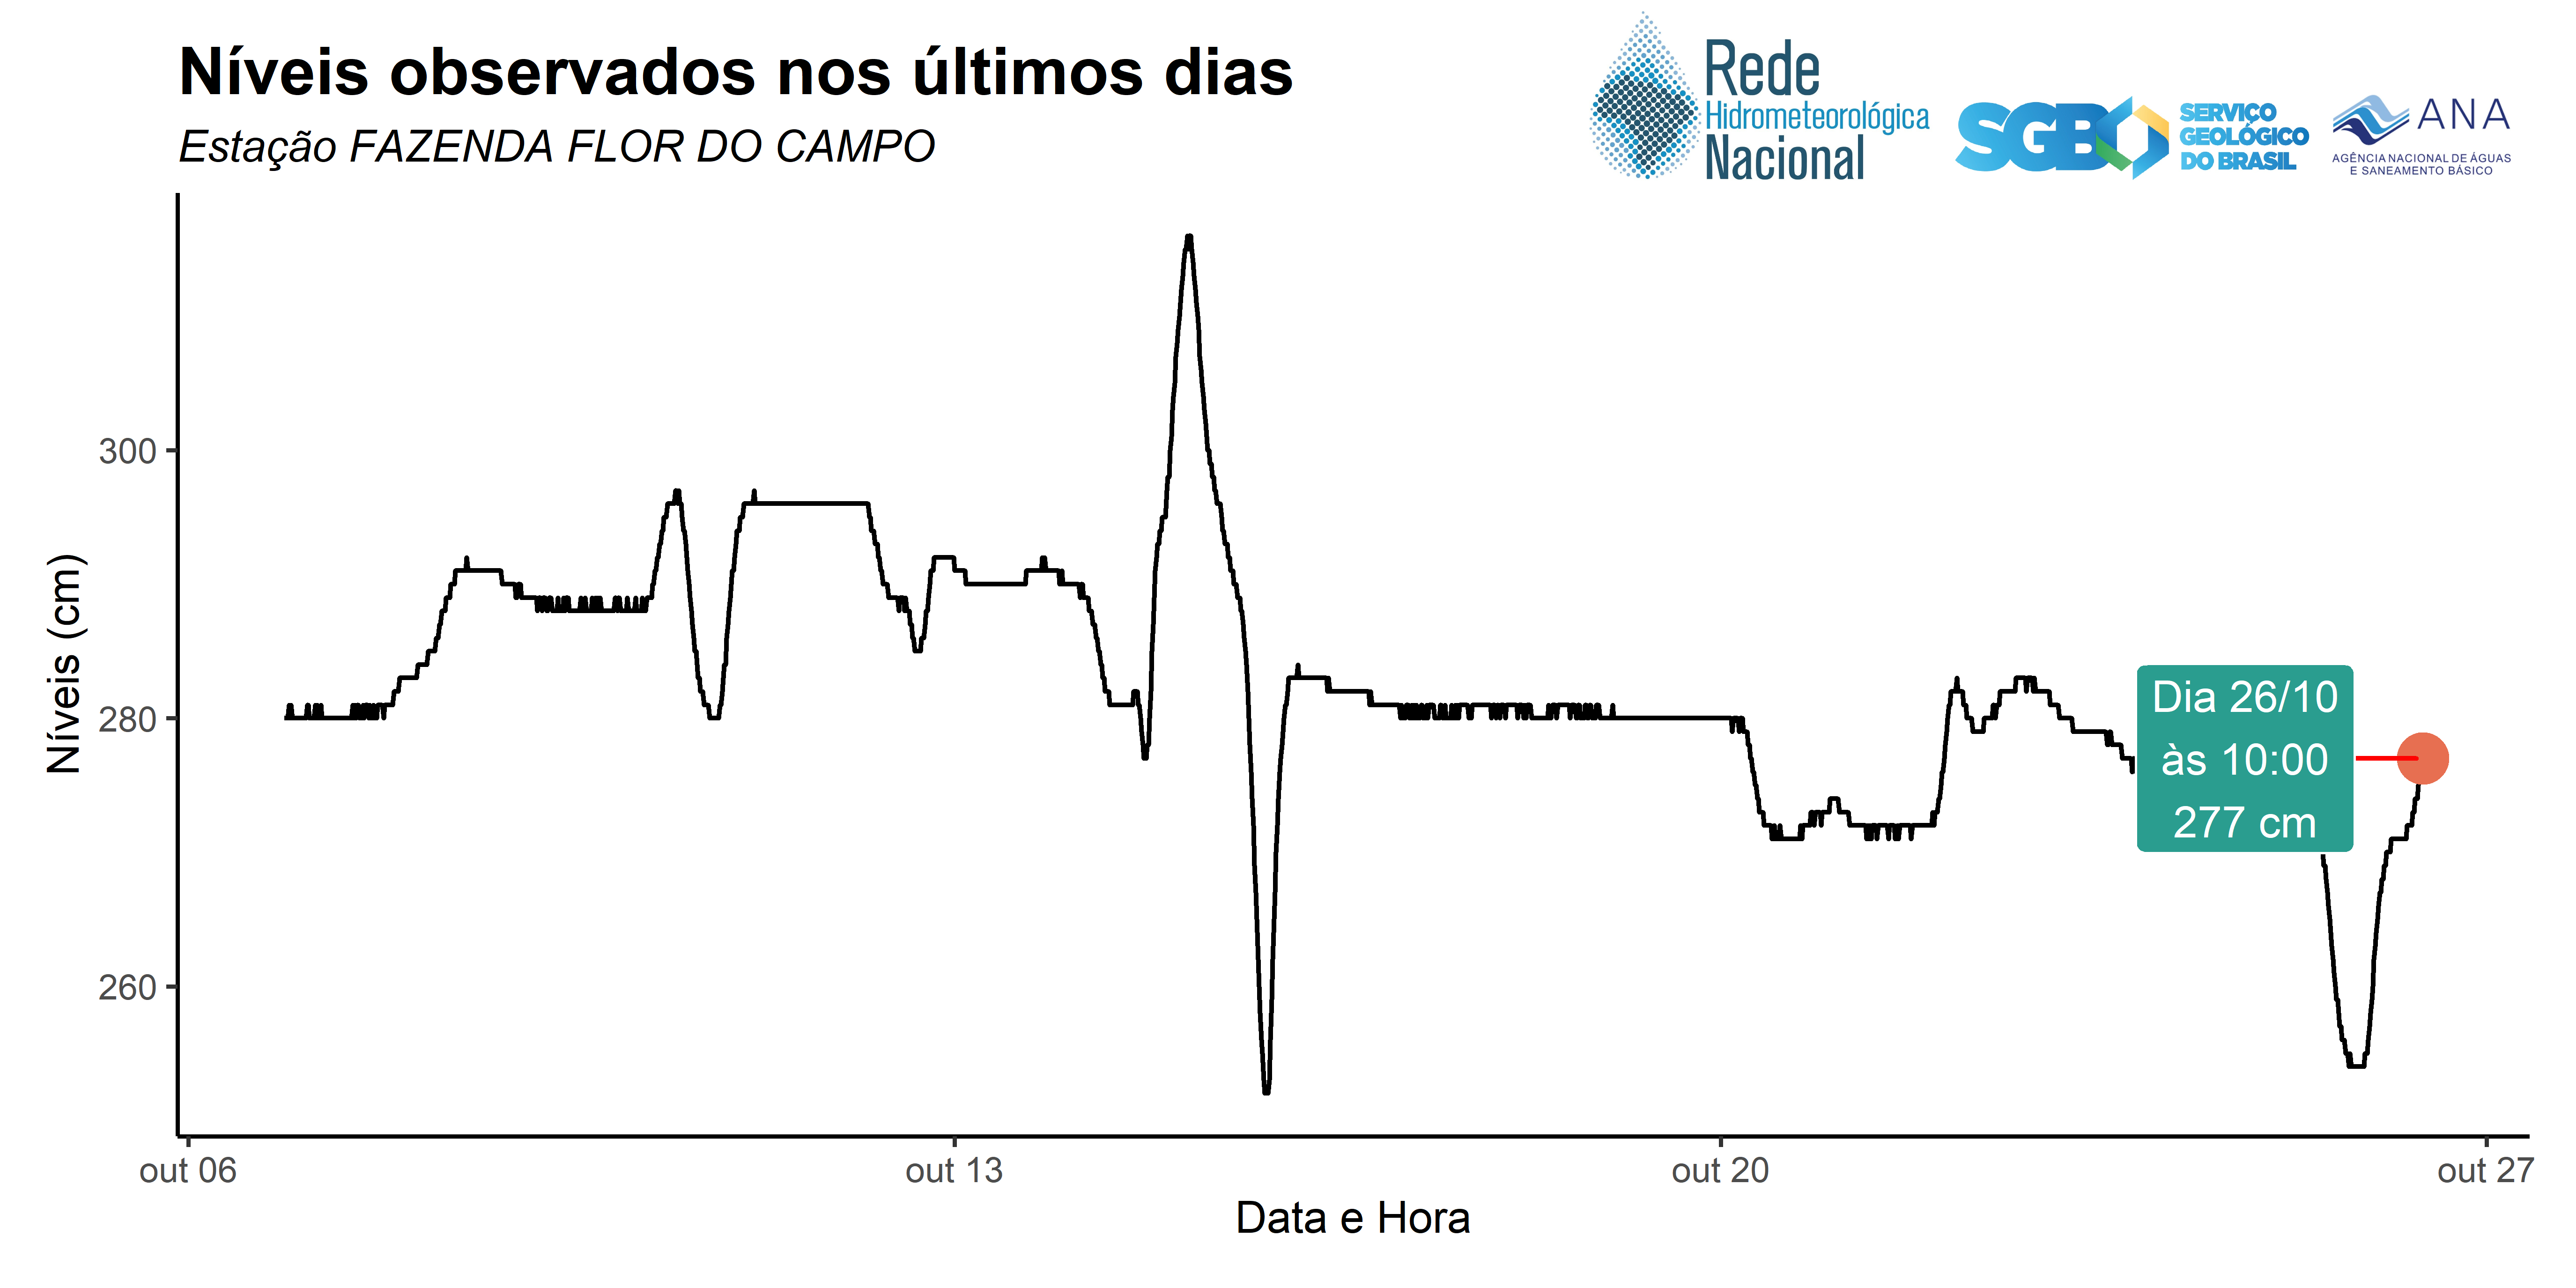 Níveis observados nos últimos dias
Estação FAZENDA FLOR DO CAMPO
Rede
Hidrometeorológica
Nacional
SGB
SERVIÇO
GEOLÓGICO
DO BRASIL
ANA
AGÊNCIA NACIONAL DE ÁGUAS
E SANEAMENTO BÁSICO
Níveis (cm)
300
280
260
Dia 26/10
às 10:00
277 cm
out 06
out 13
out 20
out 27
Data e Hora